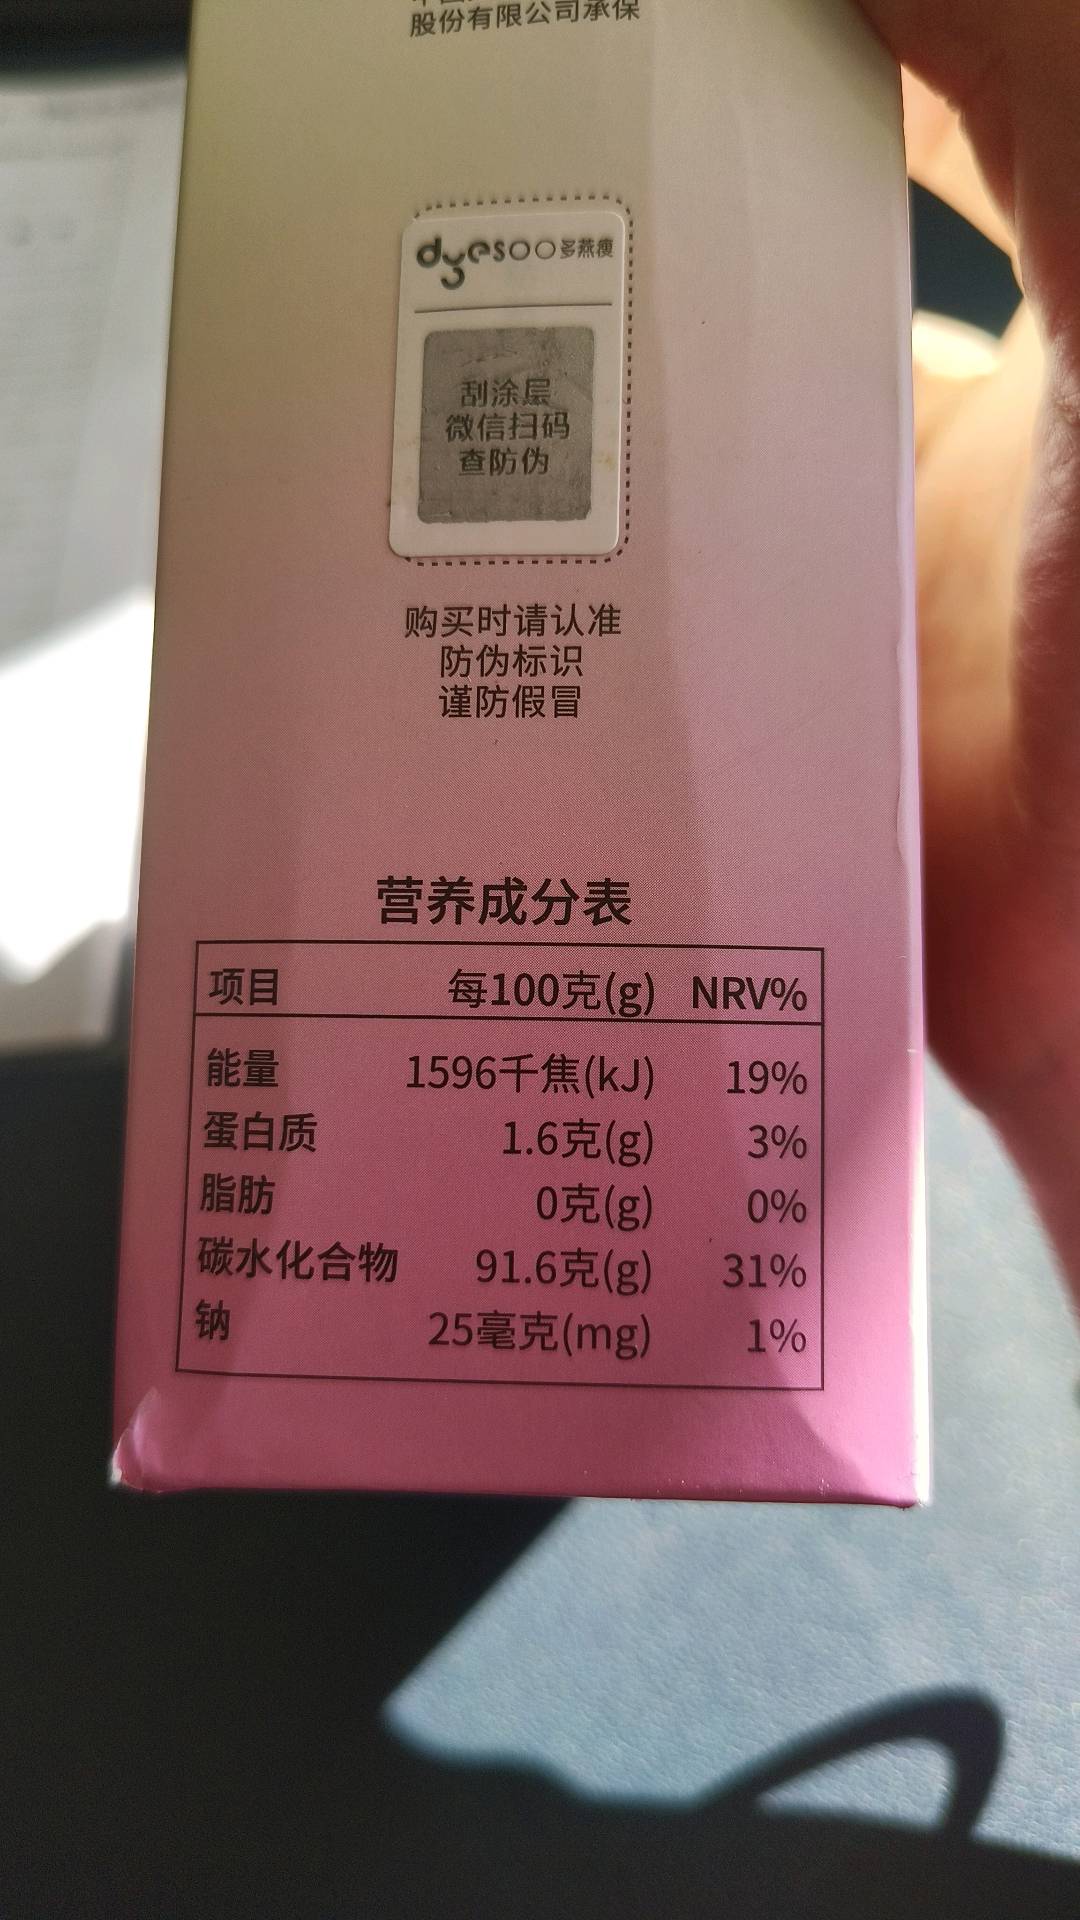 股份有限公司承保
dyesoo多燕瘦
刮涂层
微信扫码
查防伪
购买时请认准
防伪标识
谨防假冒
营养成分表
项目 每100克(g) NRV%
能量 1596千焦(kJ) 19%
蛋白质 1.6克(g) 3%
脂肪 0克(g) 0%
碳水化合物 91.6克(g) 31%
钠 25毫克(mg) 1%